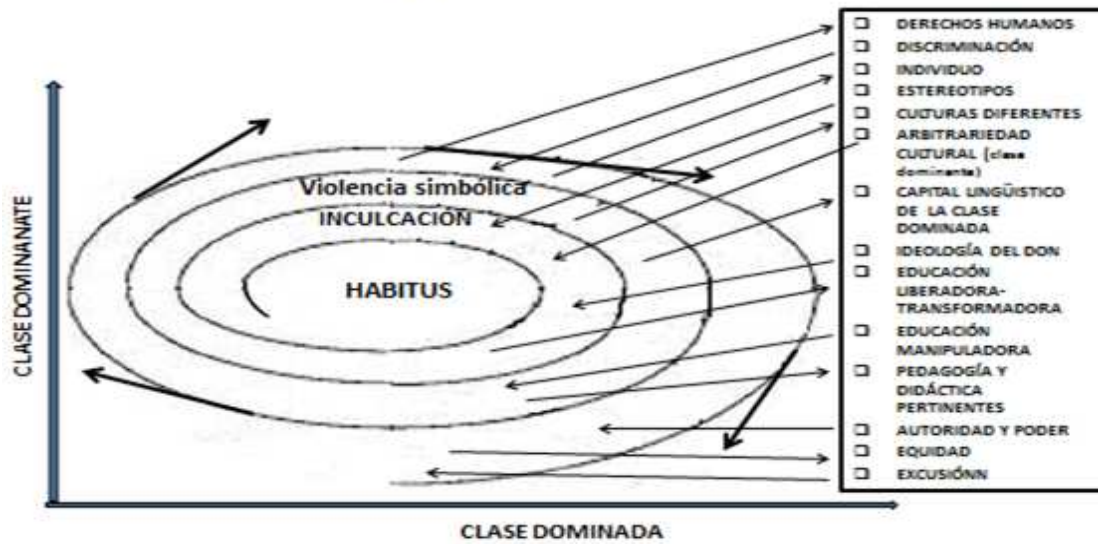 CLASE DOMINANATE
Violencia simbólica
INCULCACIÓN
HABITUS
CLASE DOMINADA
DERECHOS HUMANOS
DISCRIMINACIÓN
INDIVIDUO
ESTEREOTIPOS
CULTURAS DIFERENTES
ARBITRARIEDAD
CULTURAL (clase
dominante)
CAPITAL LINGÜISTICO
DE LA CLASE
DOMINADA
IDEOLOGÍA DEL DON
EDUCACIÓN
LIBERADORA-
TRANSFORMADORA
EDUCACIÓN
MANIPULADORA
PEDAGOGÍA Y
DIDÁCTICA
PERTINENTES
AUTORIDAD Y PODER
EQUIDAD
EXCUSIÓNN